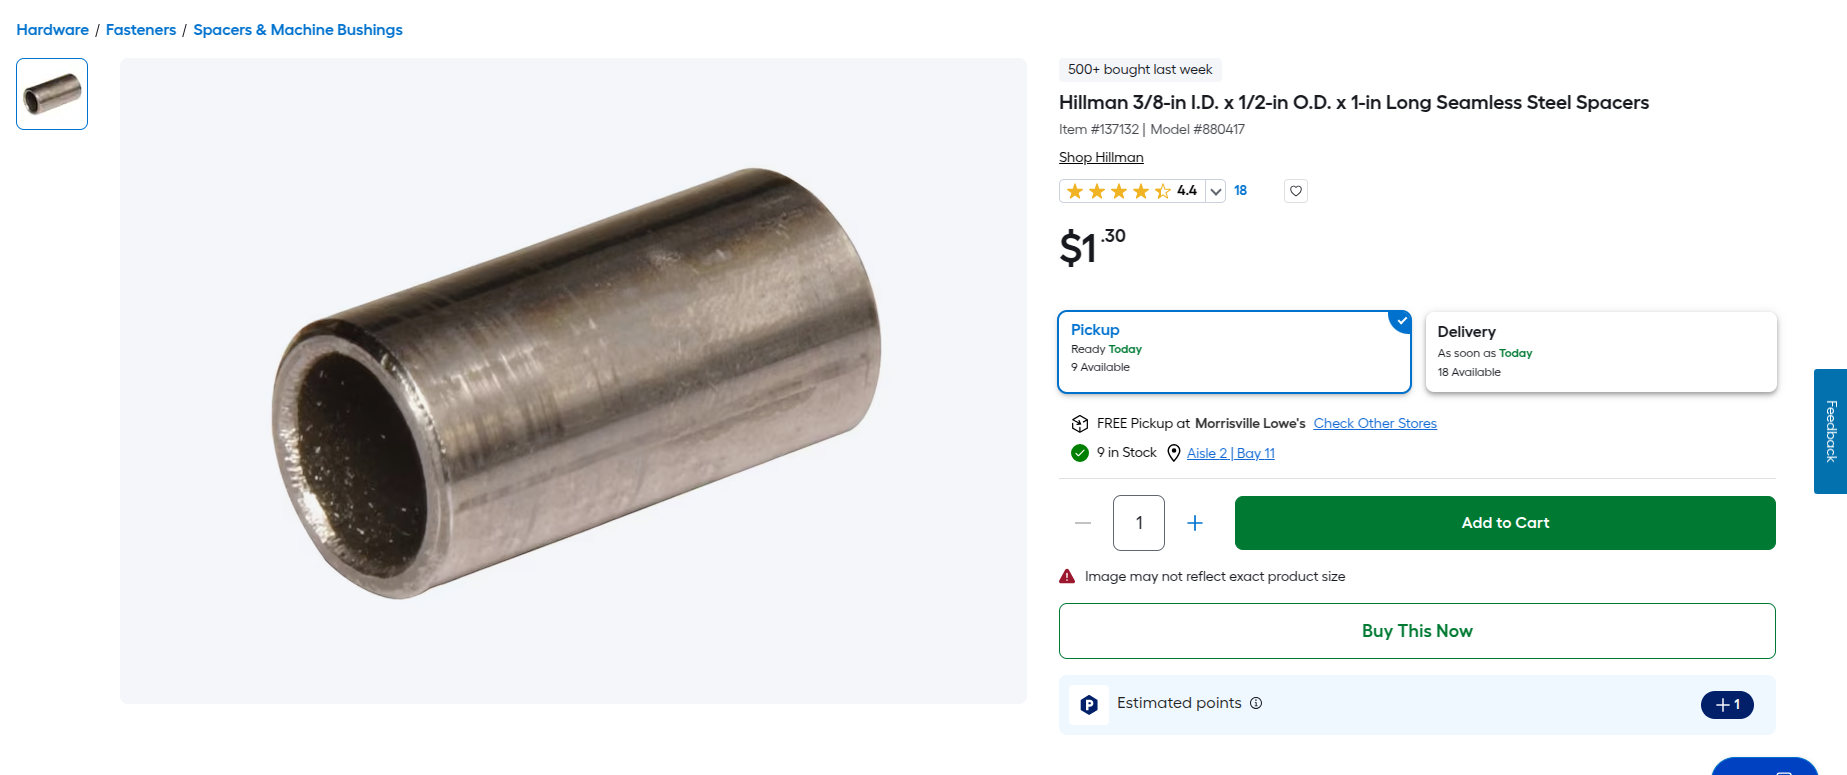 Hardware / Fasteners / Spacers & Machine Bushings
500+ bought last week
Hillman 3/8-in I.D. x 1/2-in O.D. x 1-in Long Seamless Steel Spacers
Item #137132 | Model #880417
Shop Hillman
4.4 18
$1.30
Pickup
Ready Today
9 Available
Delivery
As soon as Today
18 Available
FREE Pickup at Morrisville Lowe's Check Other Stores
9 in Stock Aisle 2 | Bay 11
1 Add to Cart
Image may not reflect exact product size
Buy This Now
P Estimated points +1
Feedback